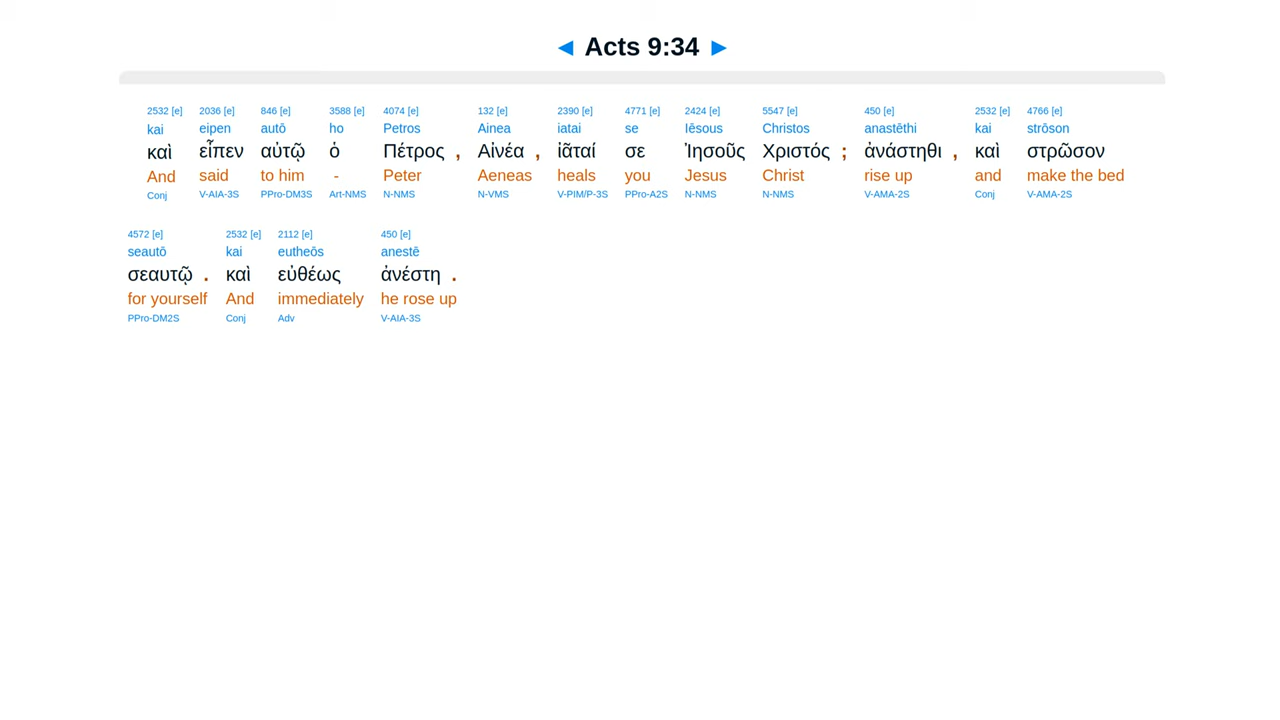 ◄ Acts 9:34 ►
2532 [e] 2036 [e] 846 [e] 3588 [e] 4074 [e] 132 [e] 2390 [e] 4771 [e] 2424 [e] 5547 [e] 450 [e] 2532 [e] 4766 [e]
kai eipen autō ho Petros Ainea iatai se Iēsous Christos anastēthi kai strōson
καὶ εἶπεν αὐτῷ ὁ Πέτρος , Αἰνέα , ἰᾶταί σε Ἰησοῦς Χριστός ; ἀνάστηθι , καὶ στρῶσον
And said to him - Peter Aeneas heals you Jesus Christ rise up and make the bed
Conj V-AIA-3S PPro-DM3S Art-NMS N-NMS N-VMS V-PIM/P-3S PPro-A2S N-NMS N-NMS V-AMA-2S Conj V-AMA-2S
4572 [e] 2532 [e] 2112 [e] 450 [e]
seautō kai eutheōs anestē
σεαυτῷ . καὶ εὐθέως ἀνέστη .
for yourself And immediately he rose up
PPro-DM2S Conj Adv V-AIA-3S